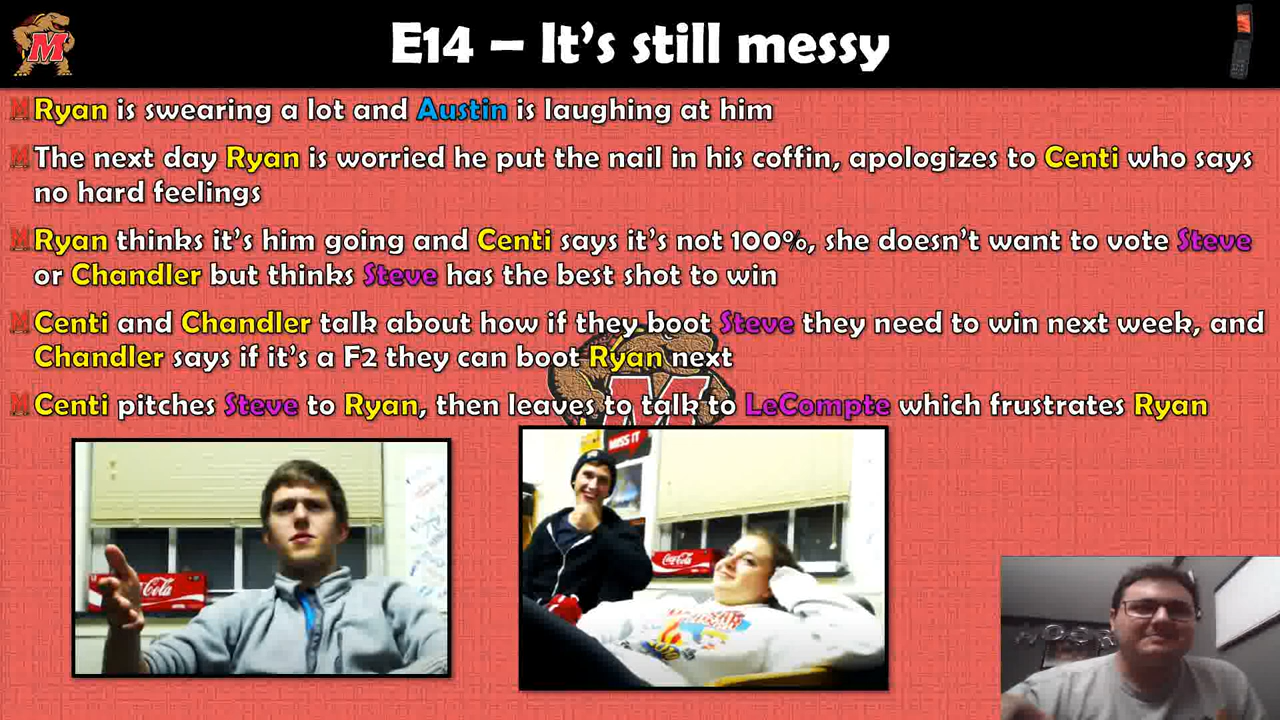 M
E14 – It's still messy
Ryan is swearing a lot and Austin is laughing at him
The next day Ryan is worried he put the nail in his coffin, apologizes to Centi who says
no hard feelings
Ryan thinks it's him going and Centi says it's not 100%, she doesn't want to vote Steve
or Chandler but thinks Steve has the best shot to win
Centi and Chandler talk about how if they boot Steve they need to win next week, and
Chandler says if it's a F2 they can boot Ryan next
Centi pitches Steve to Ryan, then leaves to talk to LeCompte which frustrates Ryan
MISS IT
Coca-Cola
Cola